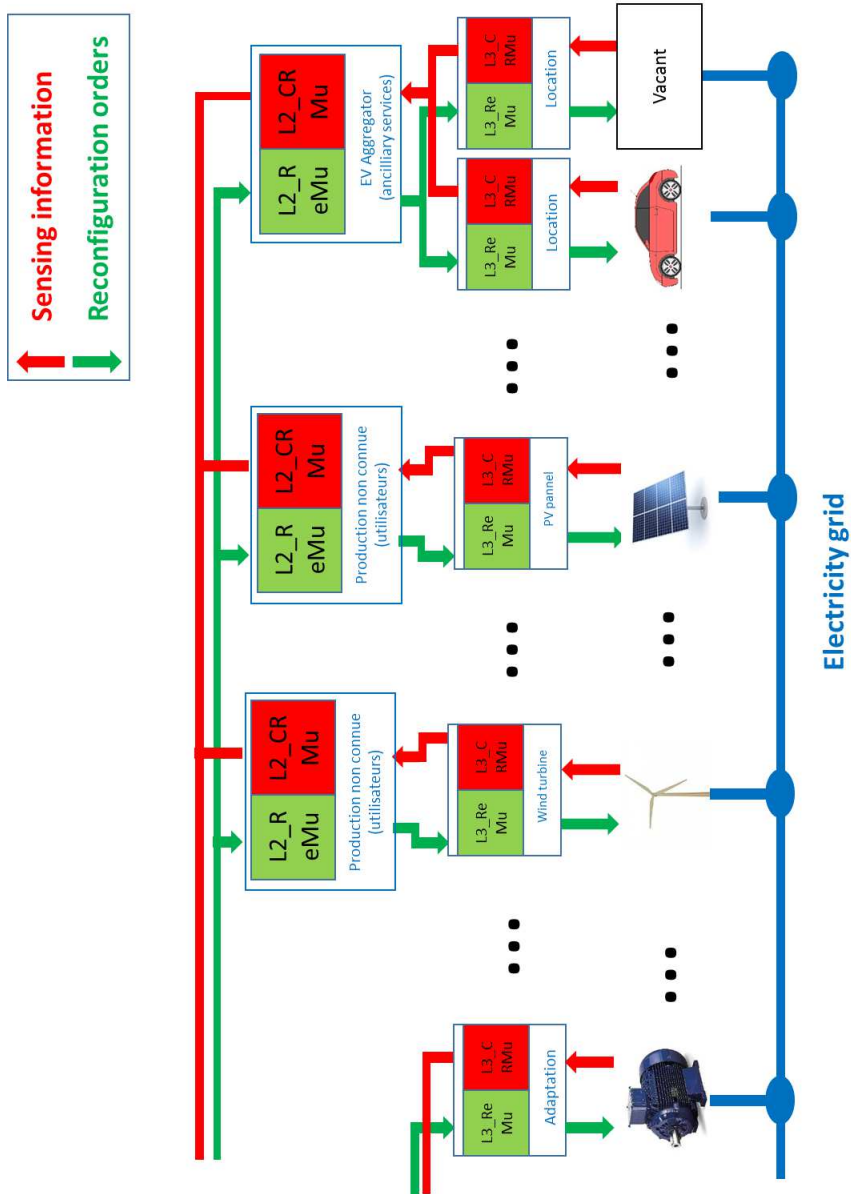 Sensing information
Reconfiguration orders
L2_R
eMu
L2_CR
Mu
Production non connue
(utilisateurs)
L2_R
eMu
L2_CR
Mu
Production non connue
(utilisateurs)
L2_R
eMu
L2_CR
Mu
EV Aggregator
(ancilliary services)
L3_Re
Mu
L3_C
RMu
Adaptation
L3_Re
Mu
L3_C
RMu
Wind turbine
L3_Re
Mu
L3_C
RMu
PV pannel
L3_Re
Mu
L3_C
RMu
Location
L3_Re
Mu
L3_C
RMu
Location
Vacant
Electricity grid